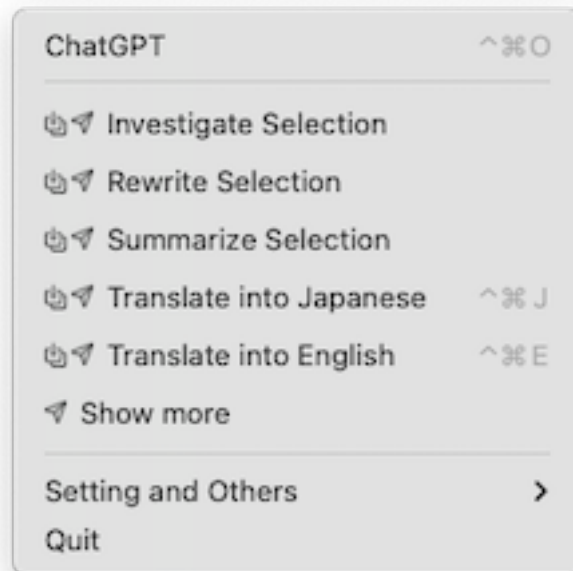 ChatGPT ^⌘O
Investigate Selection
Rewrite Selection
Summarize Selection
Translate into Japanese ^⌘J
Translate into English ^⌘E
Show more
Setting and Others >
Quit